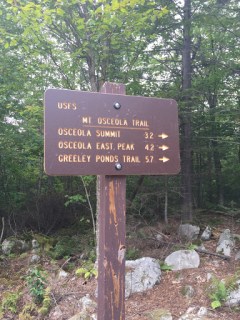 USFS
MT OSCEOLA TRAIL
OSCEOLA SUMMIT 3.2 →
OSCEOLA EAST PEAK 4.2 →
GREELEY PONDS TRAIL 5.7 →